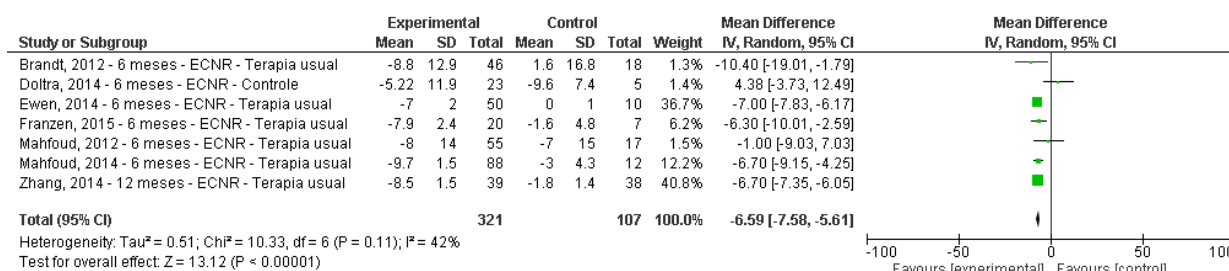 Experimental Control Mean Difference Mean Difference
Study or Subgroup Mean SD Total Mean SD Total Weight IV, Random, 95% CI IV, Random, 95% CI
Brandt, 2012 - 6 meses - ECNR - Terapia usual -8.8 12.9 46 1.6 16.8 18 1.3% -10.40 [-19.01, -1.79]
Doltra, 2014 - 6 meses - ECNR - Controle -5.22 11.9 23 -9.6 7.4 5 1.4% 4.38 [-3.73, 12.49]
Ewen, 2014 - 6 meses - ECNR - Terapia usual -7 2 50 0 1 10 36.7% -7.00 [-7.83, -6.17]
Franzen, 2015 - 6 meses - ECNR - Terapia usual -7.9 2.4 20 -1.6 4.8 7 6.2% -6.30 [-10.01, -2.59]
Mahfoud, 2012 - 6 meses - ECNR - Terapia usual -8 14 55 -7 15 17 1.5% -1.00 [-9.03, 7.03]
Mahfoud, 2014 - 6 meses - ECNR - Terapia usual -9.7 1.5 88 -3 4.3 12 12.2% -6.70 [-9.15, -4.25]
Zhang, 2014 - 12 meses - ECNR - Terapia usual -8.5 1.5 39 -1.8 1.4 38 40.8% -6.70 [-7.35, -6.05]
Total (95% CI) 321 107 100.0% -6.59 [-7.58, -5.61]
Heterogeneity: Tau² = 0.51; Chi² = 10.33, df = 6 (P = 0.11); I² = 42%
Test for overall effect: Z = 13.12 (P < 0.00001)
-100 -50 0 50 100
Favours [experimental] Favours [control]